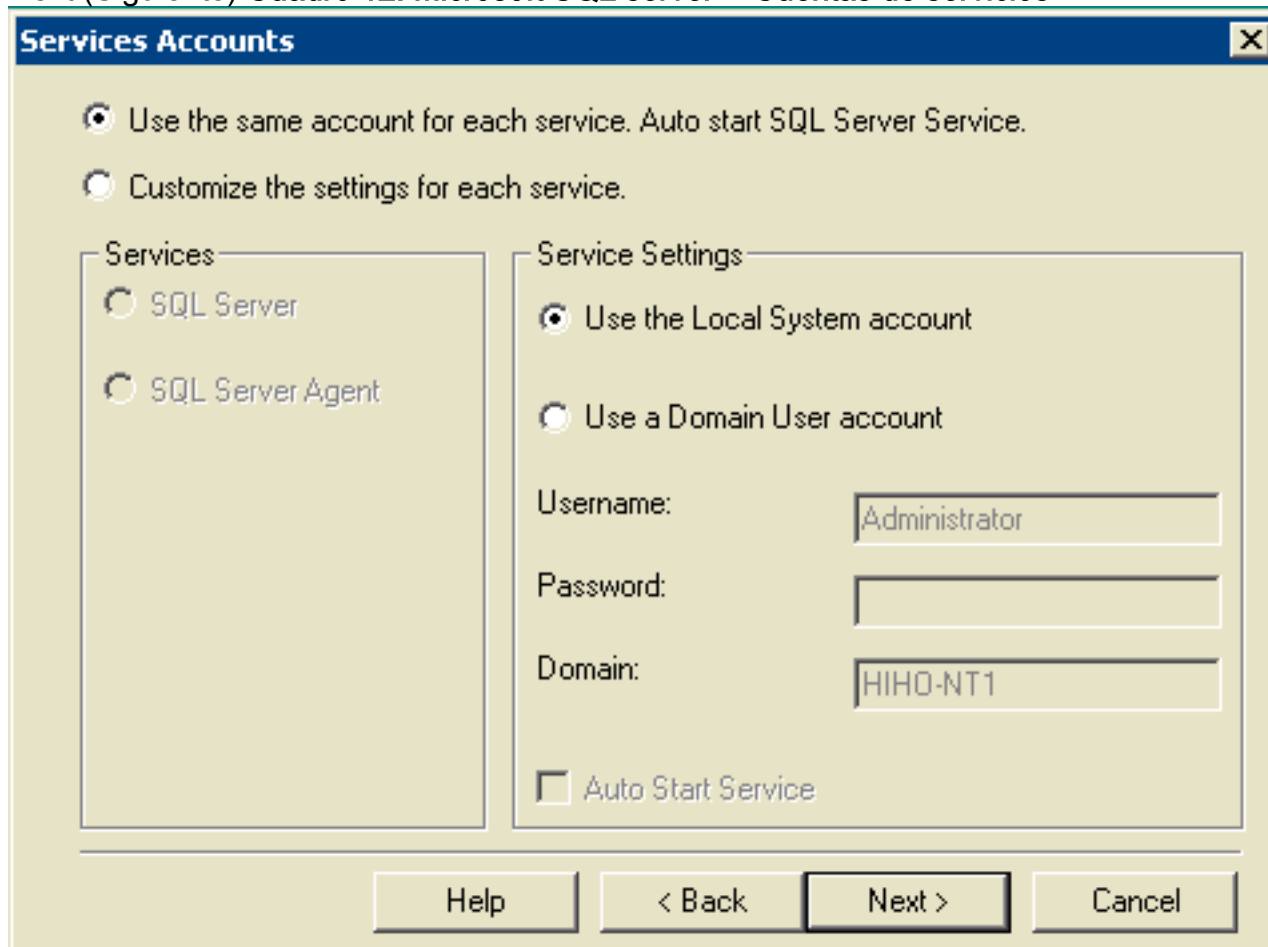 Services Accounts
Use the same account for each service. Auto start SQL Server Service.
Customize the settings for each service.
Services
SQL Server
SQL Server Agent
Service Settings
Use the Local System account
Use a Domain User account
Username:
Administrator
Password:
Domain:
HIHO-NT1
Auto Start Service
Help
< Back
Next >
Cancel